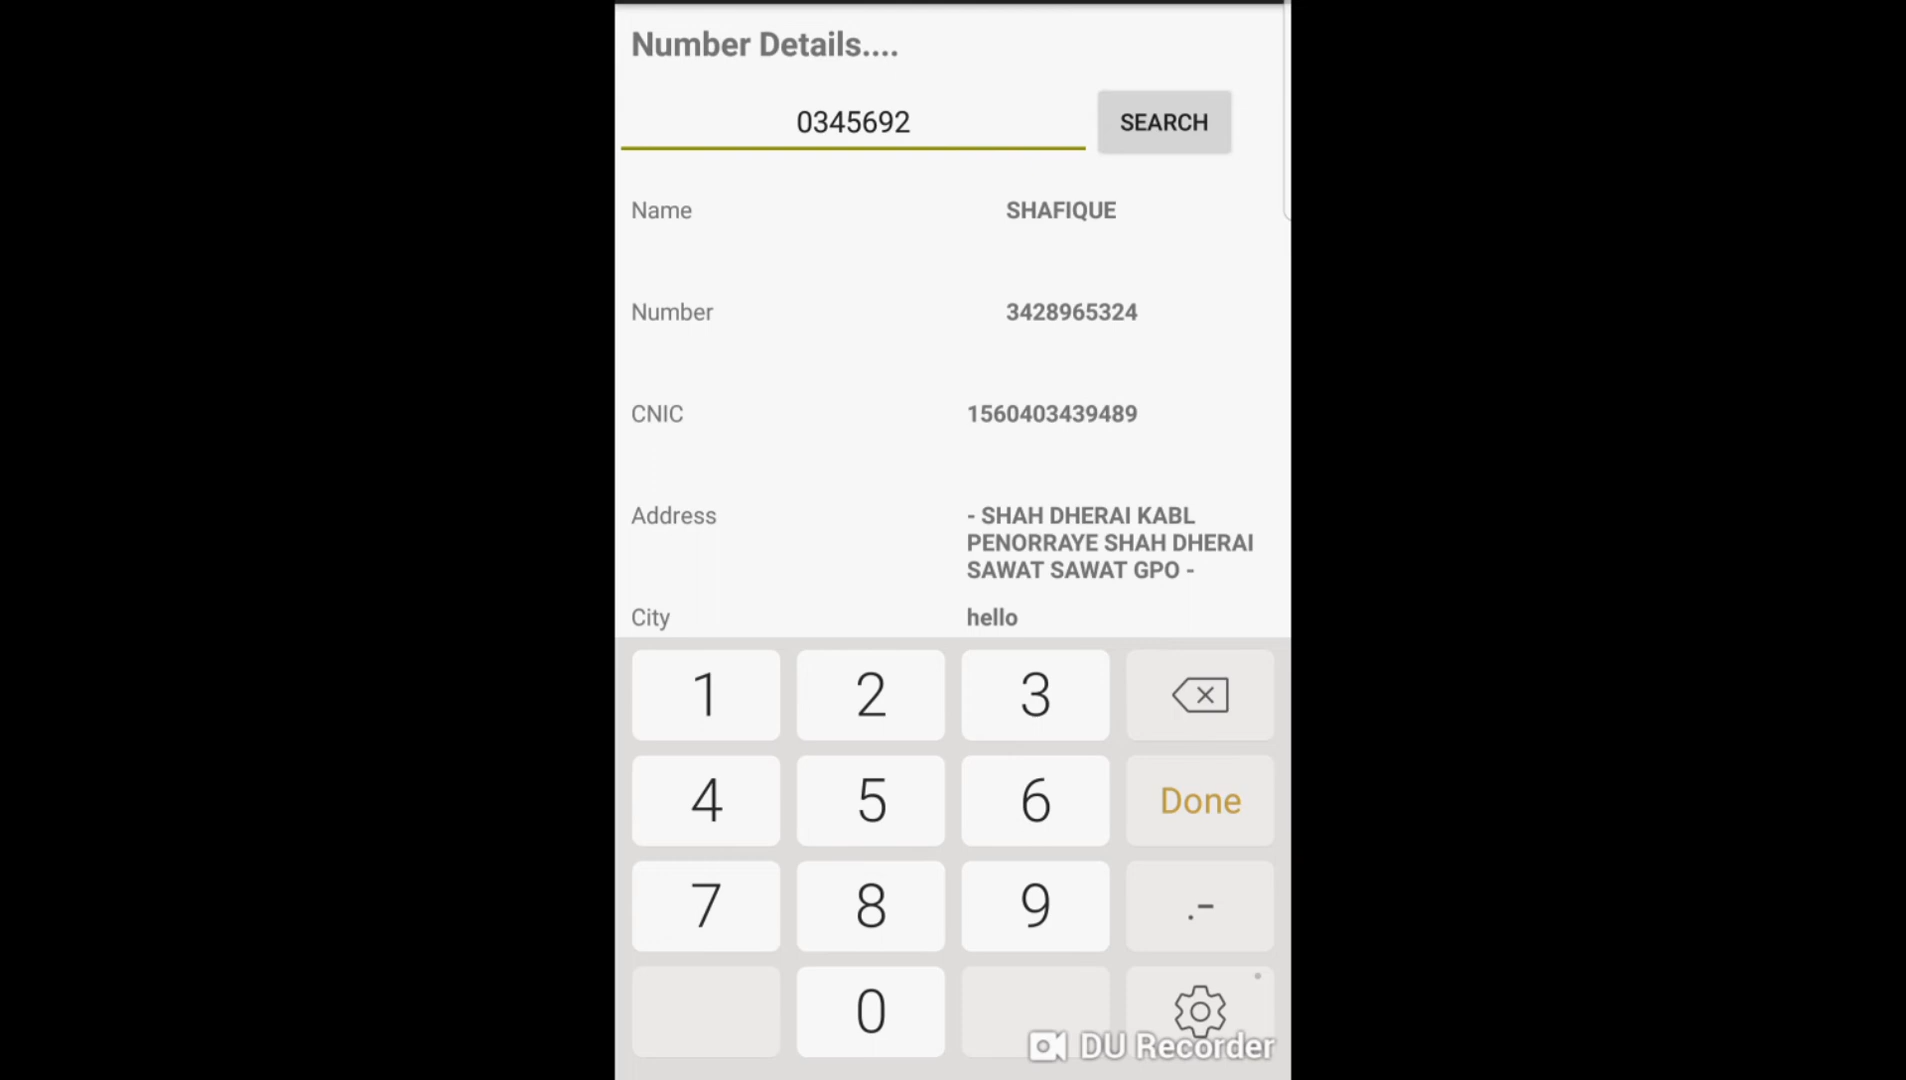 Number Details....
0345692
SEARCH
Name SHAFIQUE
Number 3428965324
CNIC 1560403439489
Address - SHAH DHERAI KABL
PENORRAYE SHAH DHERAI
SAWAT SAWAT GPO -
City hello
1 2 3
4 5 6 Done
7 8 9 .-
0
DU Recorder